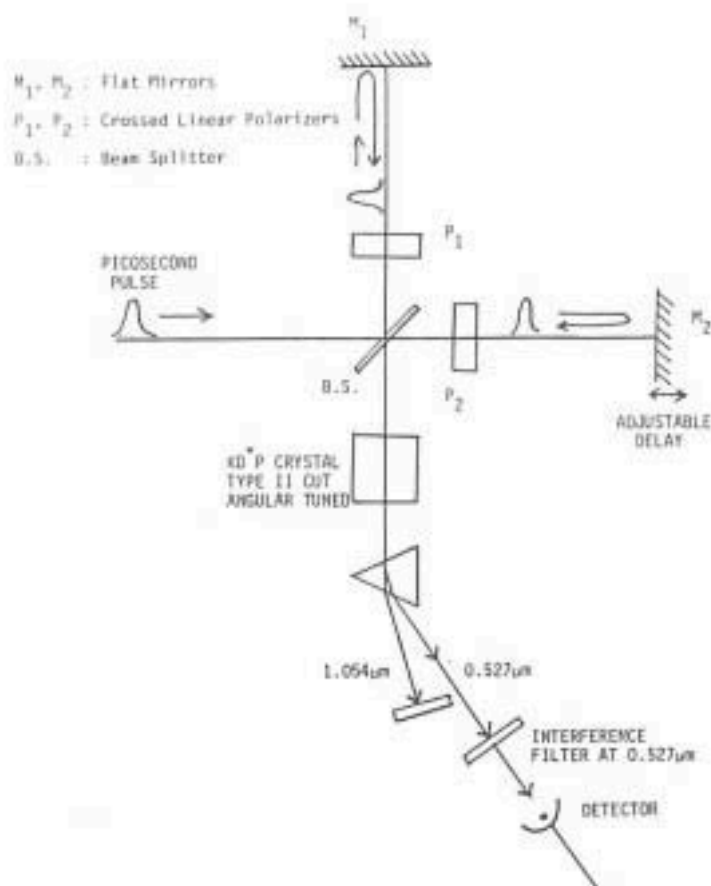 M1
M1, M2 : Flat Mirrors
P1, P2 : Crossed Linear Polarizers
B.S. : Beam Splitter
P1
PICOSECOND
PULSE
M2
B.S.
P2
ADJUSTABLE
DELAY
KD*P CRYSTAL
TYPE II CUT
ANGULAR TUNED
1.054µm
0.527µm
INTERFERENCE
FILTER AT 0.527µm
DETECTOR